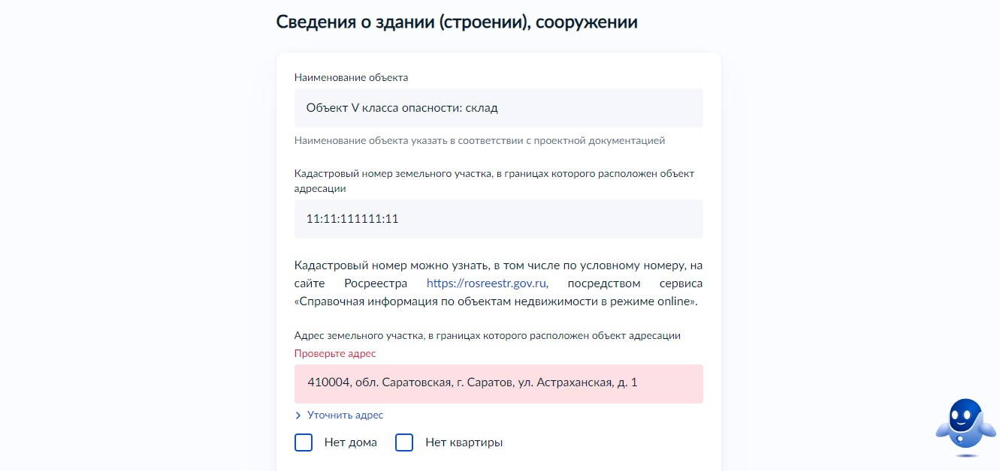 Сведения о здании (строении), сооружении
Наименование объекта
Объект V класса опасности: склад
Наименование объекта указать в соответствии с проектной документацией
Кадастровый номер земельного участка, в границах которого расположен объект
адресации
11:11:111111:11
Кадастровый номер можно узнать, в том числе по условному номеру, на
сайте Росреестра https://rosreestr.gov.ru, посредством сервиса
«Справочная информация по объектам недвижимости в режиме online».
Адрес земельного участка, в границах которого расположен объект адресации
Проверьте адрес
410004, обл. Саратовская, г. Саратов, ул. Астраханская, д. 1
Уточнить адрес
Нет дома Нет квартиры